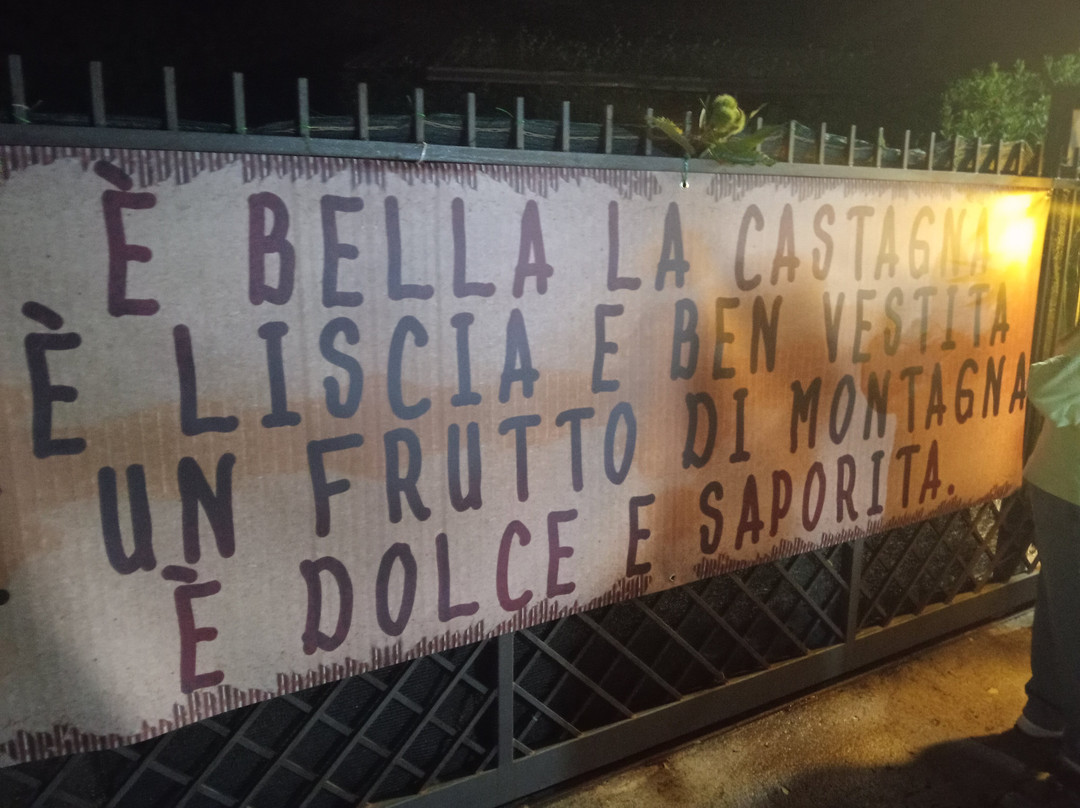 È BELLA LA CASTAGNA
È LISCIA E BEN VESTITA
UN FRUTTO DI MONTAGNA
È DOLCE E SAPORITA.